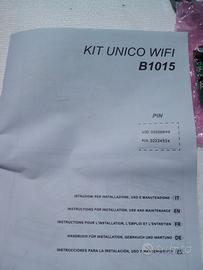 KIT UNICO WIFI
B1015
PIN
ISTRUZIONI PER INSTALLAZIONE, USO E MANUTENZIONE IT
INSTRUCTIONS FOR INSTALLATION, USE AND MAINTENANCE EN
INSTRUCTIONS POUR L'INSTALLATION, L'EMPLOI ET L'ENTRETIEN FR
HANDBUCH FÜR INSTALLATION, GEBRAUCH UND WARTUNG DE
INSTRUCCIONES PARA LA INSTALACIÓN, USO Y ES
subito